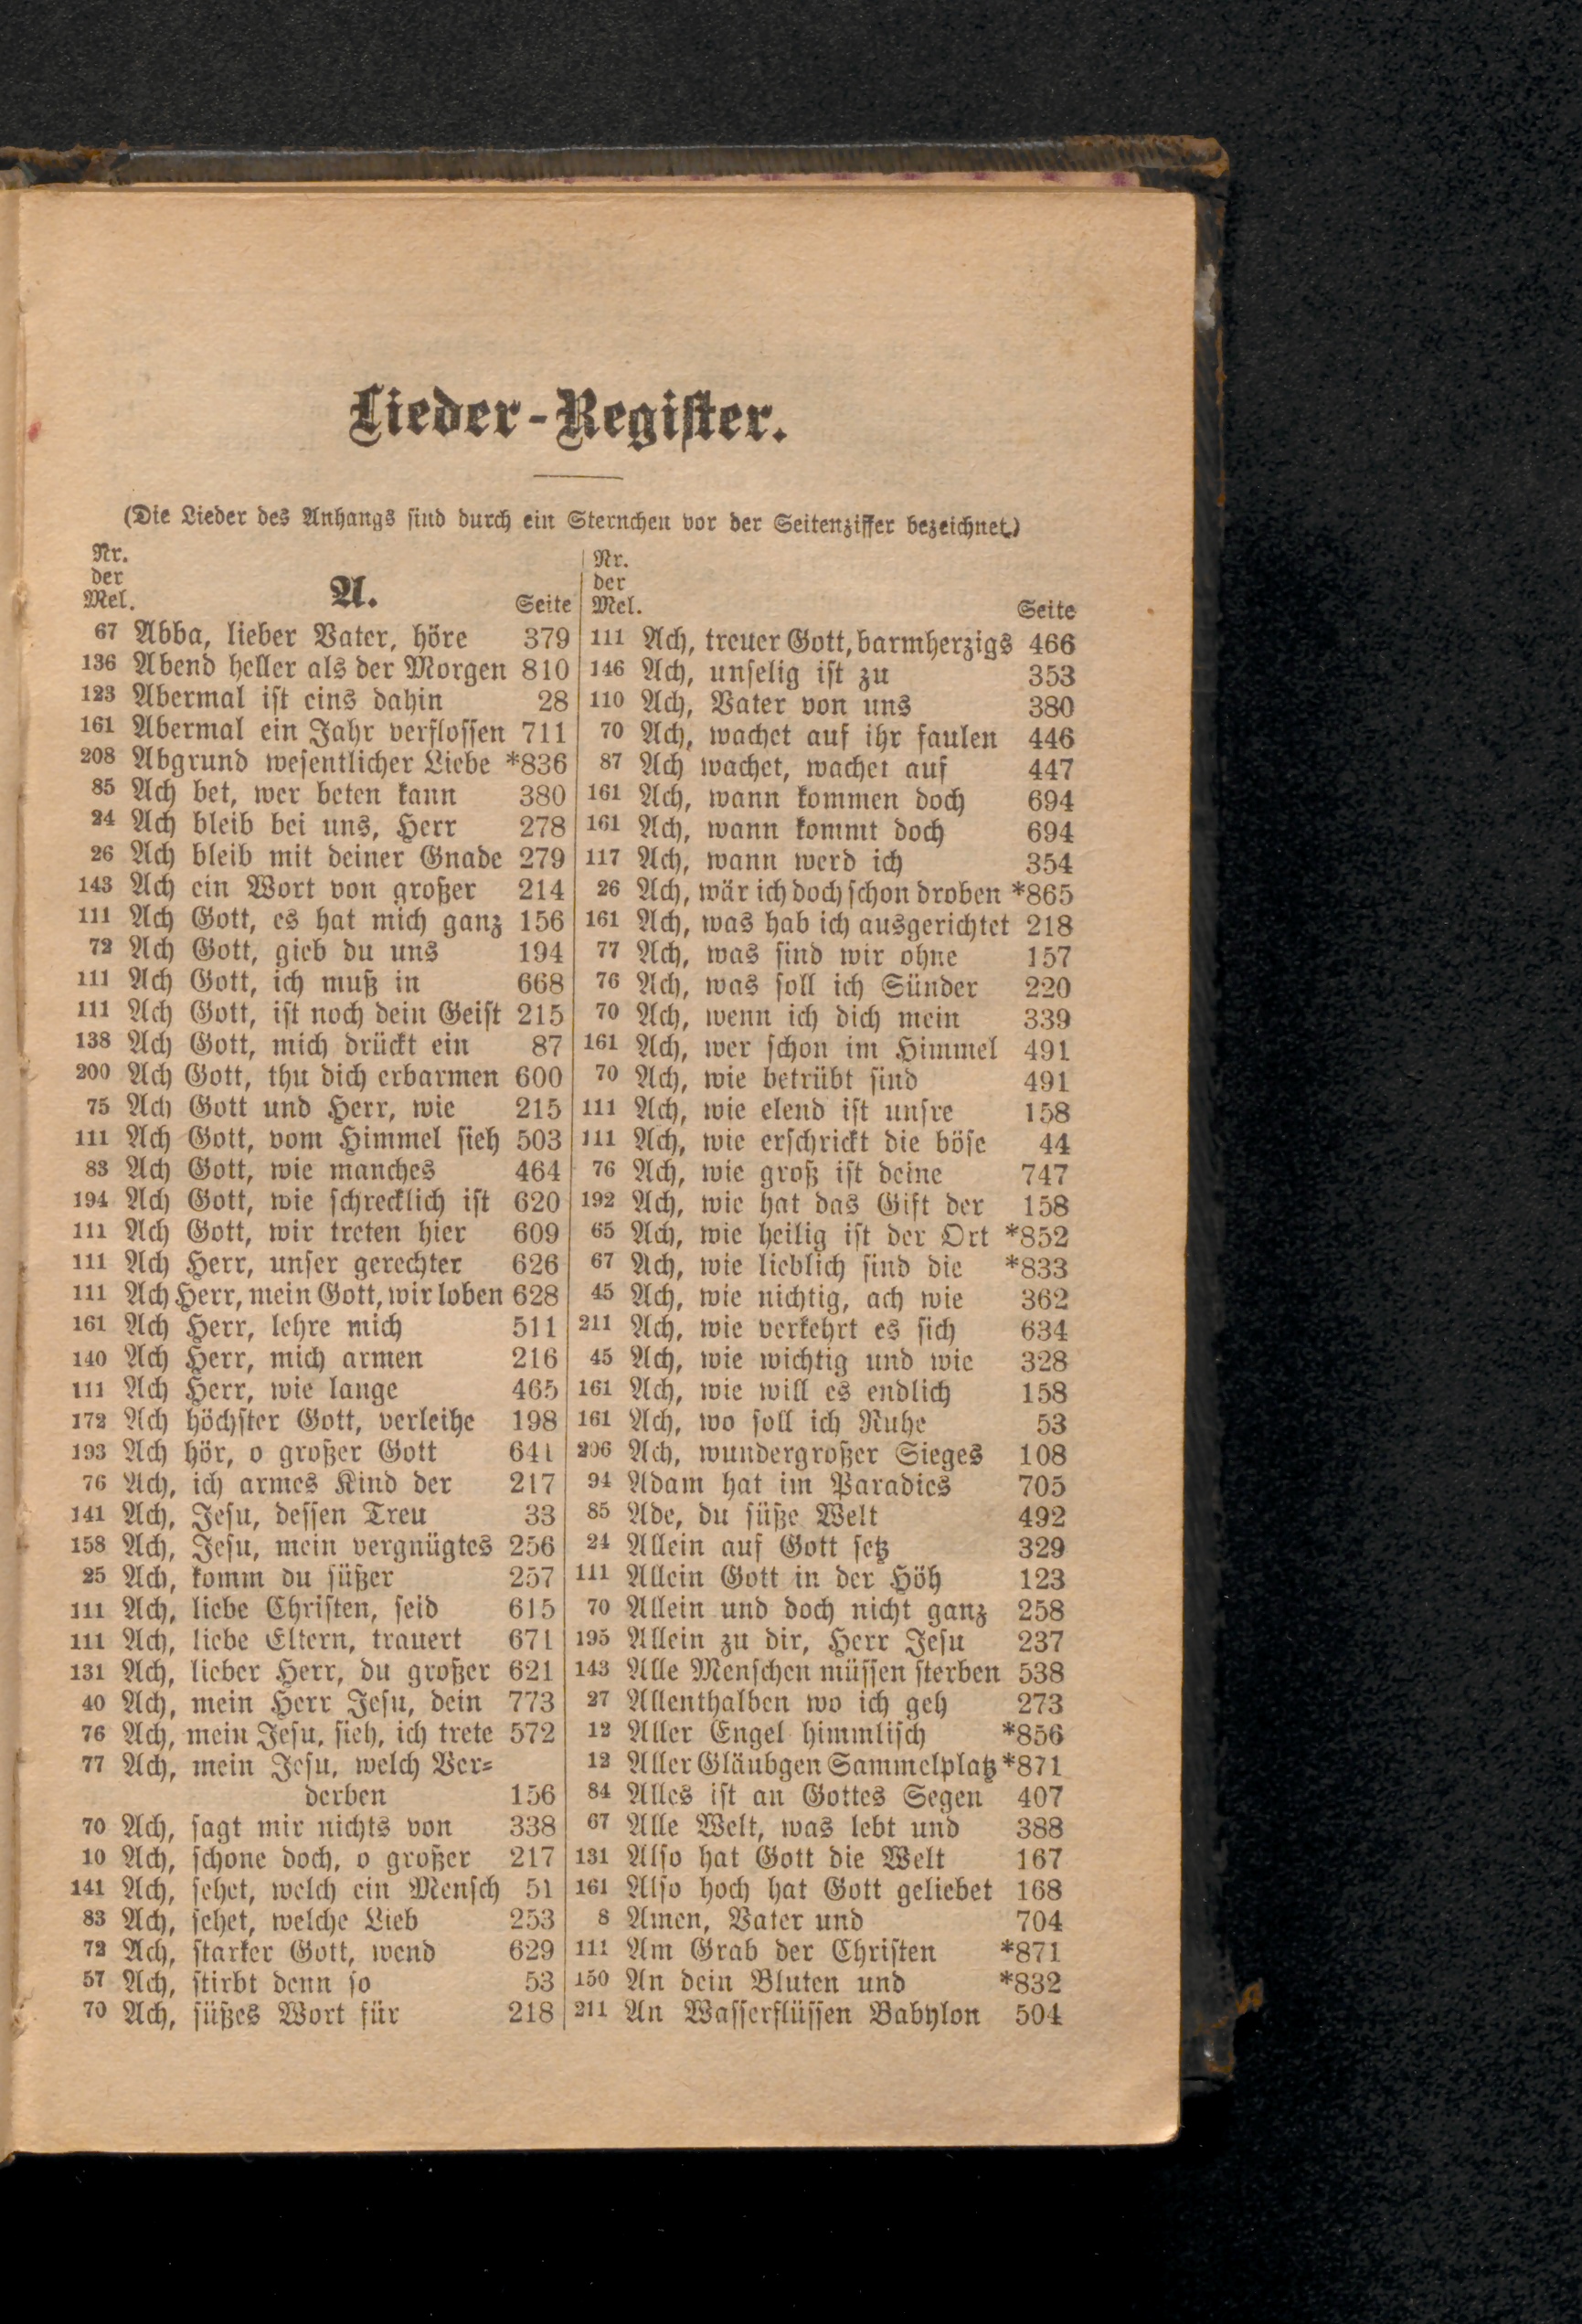 Lieder-Register.
(Die Lieder des Anhangs sind durch ein Sternchen vor der Seitenziffer bezeichnet.)
Nr.
der
Mel.
A.
Seite
67 Abba, lieber Vater, höre 379
136 Abend heller als der Morgen 810
123 Abermal ist eins dahin 28
161 Abermal ein Jahr verflossen 711
208 Abgrund wesentlicher Liebe *836
85 Ach bet, wer beten kann 380
24 Ach bleib bei uns, Herr 278
26 Ach bleib mit deiner Gnade 279
143 Ach ein Wort von großer 214
111 Ach Gott, es hat mich ganz 156
72 Ach Gott, gieb du uns 194
111 Ach Gott, ich muß in 668
111 Ach Gott, ist noch dein Geist 215
138 Ach Gott, mich drückt ein 87
200 Ach Gott, thu dich erbarmen 600
75 Ach Gott und Herr, wie 215
111 Ach Gott, vom Himmel sieh 503
83 Ach Gott, wie manches 464
194 Ach Gott, wie schrecklich ist 620
111 Ach Gott, wir treten hier 609
111 Ach Herr, unser gerechter 626
111 Ach Herr, mein Gott, wir loben 628
161 Ach Herr, lehre mich 511
140 Ach Herr, mich armen 216
111 Ach Herr, wie lange 465
172 Ach höchster Gott, verleihe 198
193 Ach hör, o großer Gott 641
76 Ach, ich armes Kind der 217
141 Ach, Jesu, dessen Treu 33
158 Ach, Jesu, mein vergnügtes 256
25 Ach, komm du süßer 257
111 Ach, liebe Christen, seid 615
111 Ach, liebe Eltern, trauert 671
131 Ach, lieber Herr, du großer 621
40 Ach, mein Herr Jesu, dein 773
76 Ach, mein Jesu, sieh, ich trete 572
77 Ach, mein Jesu, welch Ver-
derben 156
70 Ach, sagt mir nichts von 338
10 Ach, schone doch, o großer 217
141 Ach, sehet, welch ein Mensch 51
83 Ach, sehet, welche Lieb 253
72 Ach, starker Gott, wend 629
57 Ach, stirbt denn so 53
70 Ach, süßes Wort für 218
Nr.
der
Mel.
Seite
111 Ach, treuer Gott, barmherzigs 466
146 Ach, unselig ist zu 353
110 Ach, Vater von uns 380
70 Ach, wachet auf ihr faulen 446
87 Ach wachet, wachet auf 447
161 Ach, wann kommen doch 694
161 Ach, wann kommt doch 694
117 Ach, wann werd ich 354
26 Ach, wär ich doch schon droben *865
161 Ach, was hab ich ausgerichtet 218
77 Ach, was sind wir ohne 157
76 Ach, was soll ich Sünder 220
70 Ach, wenn ich dich mein 339
161 Ach, wer schon im Himmel 491
70 Ach, wie betrübt sind 491
111 Ach, wie elend ist unsre 158
111 Ach, wie erschrickt die böse 44
76 Ach, wie groß ist deine 747
192 Ach, wie hat das Gift der 158
65 Ach, wie heilig ist der Ort *852
67 Ach, wie lieblich sind die *833
45 Ach, wie nichtig, ach wie 362
211 Ach, wie verkehrt es sich 634
45 Ach, wie wichtig und wie 328
161 Ach, wie will es endlich 158
161 Ach, wo soll ich Ruhe 53
206 Ach, wundergroßer Sieges 108
94 Adam hat im Paradies 705
85 Ade, du süße Welt 492
24 Allein auf Gott setz 329
111 Allein Gott in der Höh 123
70 Allein und doch nicht ganz 258
195 Allein zu dir, Herr Jesu 237
143 Alle Menschen müssen sterben 538
27 Allenthalben wo ich geh 273
12 Aller Engel himmlisch *856
12 Aller Gläubgen Sammelplatz *871
84 Alles ist an Gottes Segen 407
67 Alle Welt, was lebt und 388
131 Also hat Gott die Welt 167
161 Also hoch hat Gott geliebet 168
8 Amen, Vater und 704
111 Am Grab der Christen *871
150 An dein Bluten und *832
211 An Wasserflüssen Babylon 504